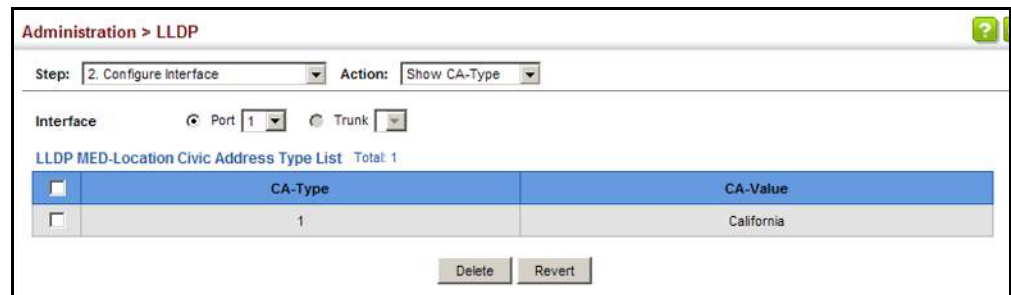 Administration > LLDP
?
Step: 2. Configure Interface Action: Show CA-Type
Interface Port 1 Trunk
LLDP MED-Location Civic Address Type List Total: 1
CA-Type CA-Value
1 California
Delete Revert